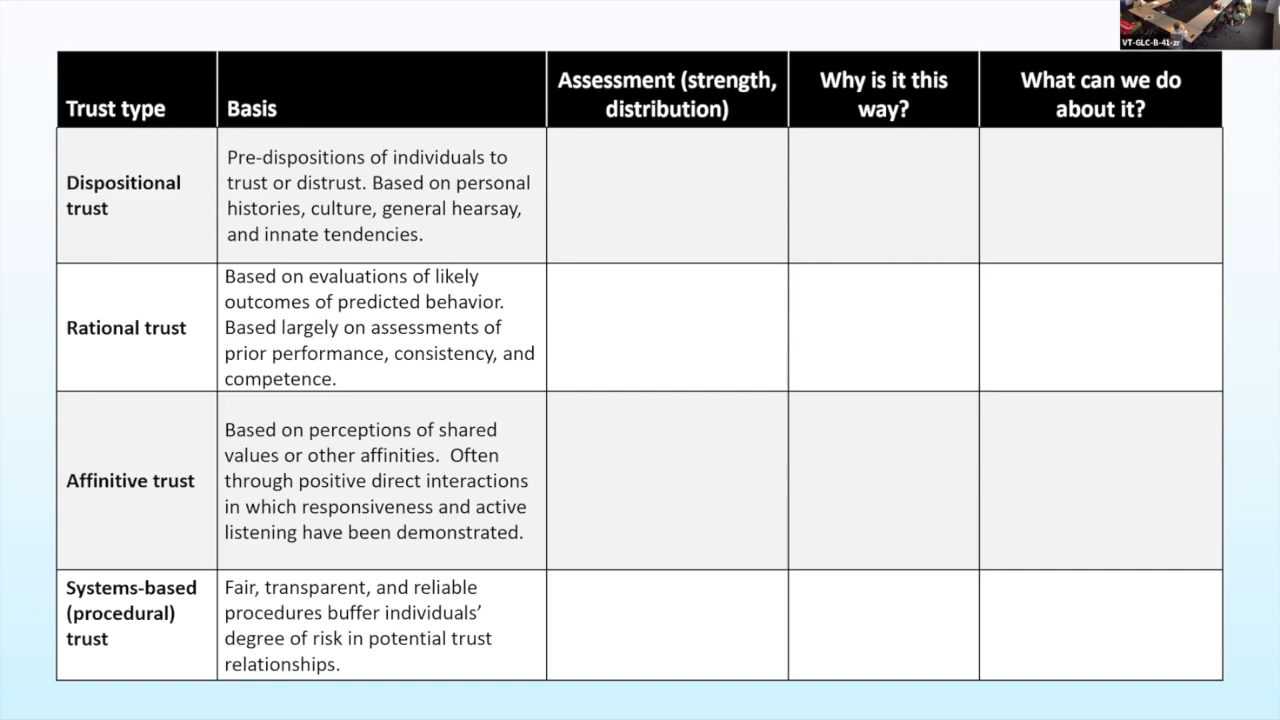 VT-GLC-B-41-zr
Trust type
Basis
Assessment (strength,
distribution)
Why is it this
way?
What can we do
about it?
Dispositional
trust
Pre-dispositions of individuals to
trust or distrust. Based on personal
histories, culture, general hearsay,
and innate tendencies.
Rational trust
Based on evaluations of likely
outcomes of predicted behavior.
Based largely on assessments of
prior performance, consistency, and
competence.
Affinitive trust
Based on perceptions of shared
values or other affinities.  Often
through positive direct interactions
in which responsiveness and active
listening have been demonstrated.
Systems-based
(procedural)
trust
Fair, transparent, and reliable
procedures buffer individuals’
degree of risk in potential trust
relationships.